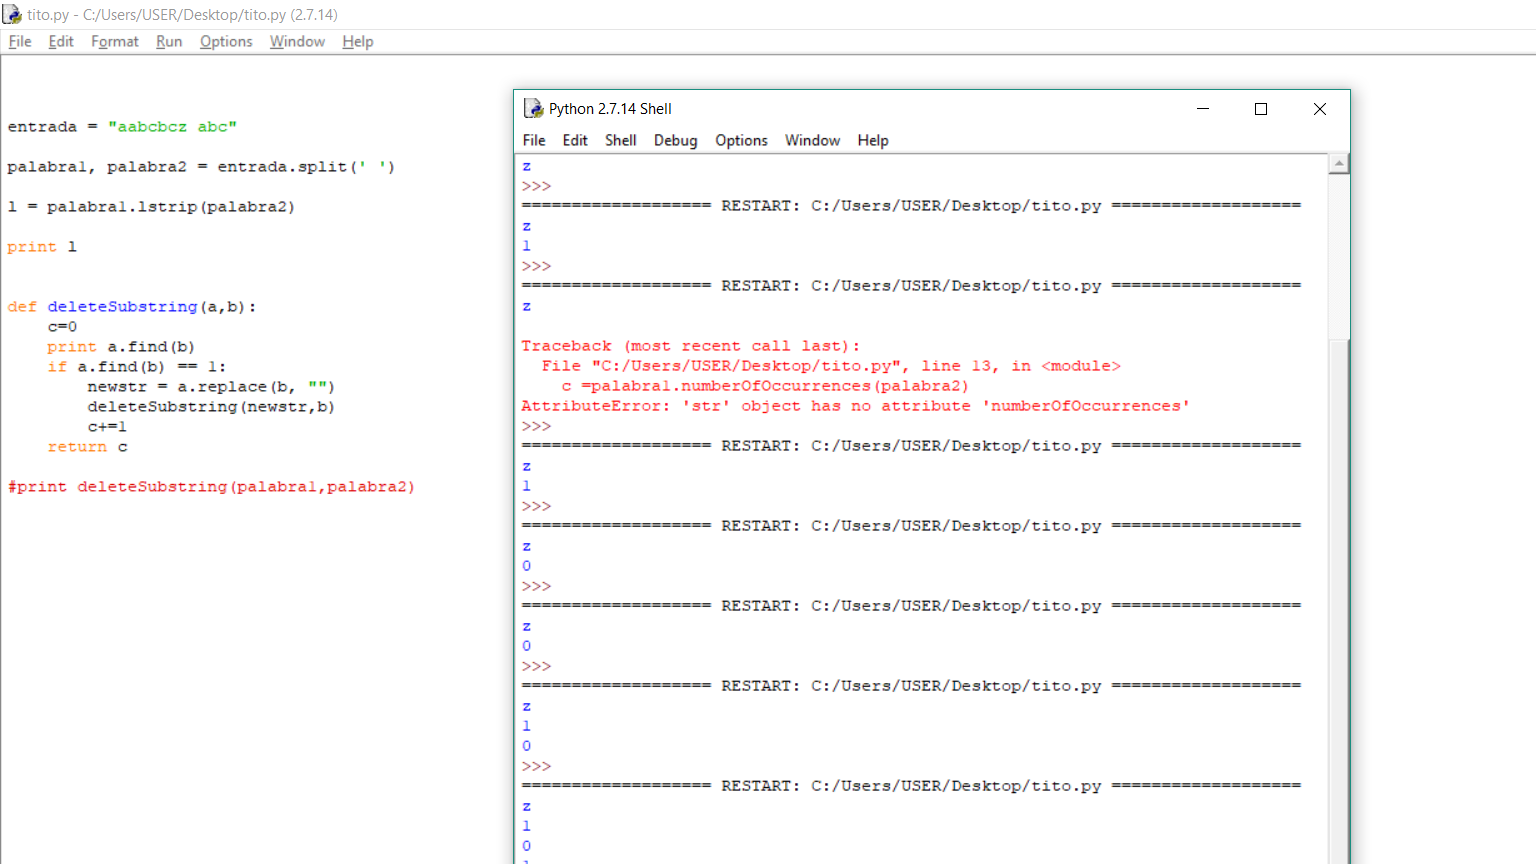 tito.py - C:/Users/USER/Desktop/tito.py (2.7.14)
File Edit Format Run Options Window Help
entrada = "aabcbcz abc"
palabra1, palabra2 = entrada.split(' ')
l = palabra1.lstrip(palabra2)
print l
def deleteSubstring(a,b):
c=0
print a.find(b)
if a.find(b) == 1:
newstr = a.replace(b, "")
deleteSubstring(newstr,b)
c+=1
return c
#print deleteSubstring(palabra1,palabra2)
Python 2.7.14 Shell
File Edit Shell Debug Options Window Help
z
>>>
=================== RESTART: C:/Users/USER/Desktop/tito.py ===================
z
1
>>>
=================== RESTART: C:/Users/USER/Desktop/tito.py ===================
z
Traceback (most recent call last):
File "C:/Users/USER/Desktop/tito.py", line 13, in <module>
c =palabra1.numberOfOccurrences(palabra2)
AttributeError: 'str' object has no attribute 'numberOfOccurrences'
>>>
=================== RESTART: C:/Users/USER/Desktop/tito.py ===================
z
1
>>>
=================== RESTART: C:/Users/USER/Desktop/tito.py ===================
z
0
>>>
=================== RESTART: C:/Users/USER/Desktop/tito.py ===================
z
0
>>>
=================== RESTART: C:/Users/USER/Desktop/tito.py ===================
z
1
0
>>>
=================== RESTART: C:/Users/USER/Desktop/tito.py ===================
z
1
0